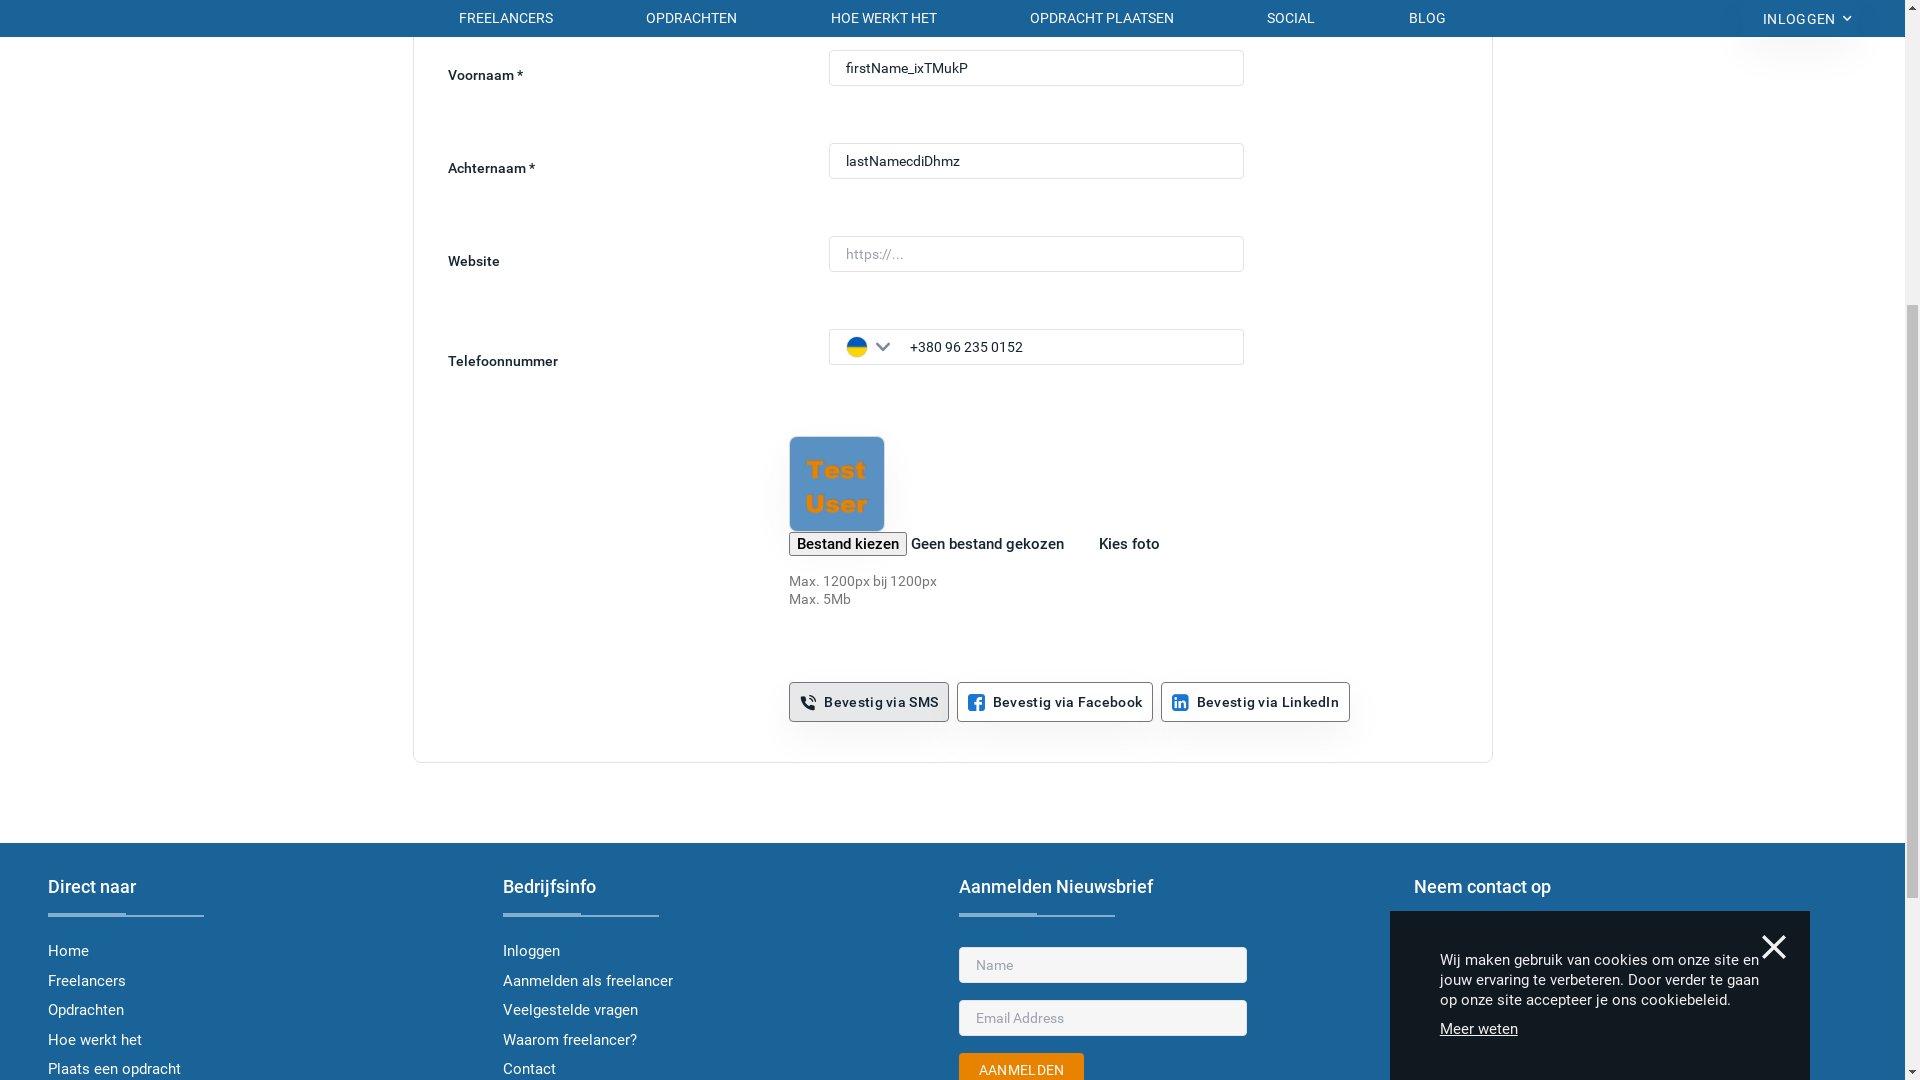 FREELANCERS OPDRACHTEN HOE WERKT HET OPDRACHT PLAATSEN SOCIAL BLOG INLOGGEN
Voornaam * firstName_ixTMukP
Achternaam * lastNamecdiDhmz
Website https://...
Telefoonnummer +380 96 235 0152
Test
User
Bestand kiezen Geen bestand gekozen Kies foto
Max. 1200px bij 1200px
Max. 5Mb
Bevestig via SMS Bevestig via Facebook Bevestig via LinkedIn
Direct naar
Home
Freelancers
Opdrachten
Hoe werkt het
Plaats een opdracht
Bedrijfsinfo
Inloggen
Aanmelden als freelancer
Veelgestelde vragen
Waarom freelancer?
Contact
Aanmelden Nieuwsbrief
Name
Email Address
AANMELDEN
Neem contact op
Wij maken gebruik van cookies om onze site en
jouw ervaring te verbeteren. Door verder te gaan
op onze site accepteer je ons cookiebeleid.
Meer weten